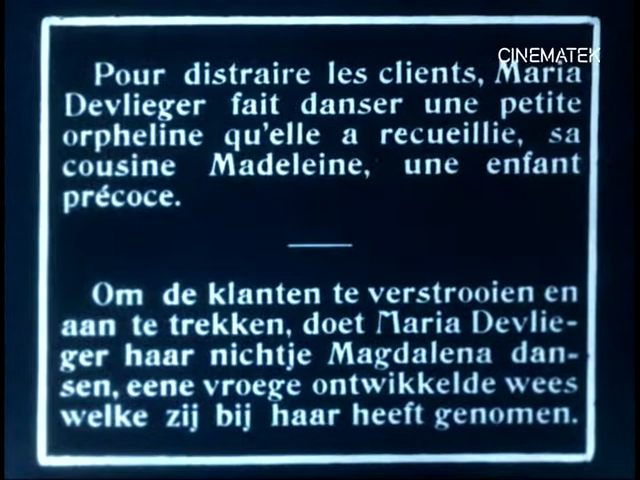 CINEMATEK
Pour distraire les clients, Maria
Devlieger fait danser une petite
orpheline qu'elle a recueillie, sa
cousine Madeleine, une enfant
précoce.
Om de klanten te verstrooien en
aan te trekken, doet Maria Devlie-
ger haar nichtje Magdalena dan-
sen, eene vroege ontwikkelde wees
welke zij bij haar heeft genomen.